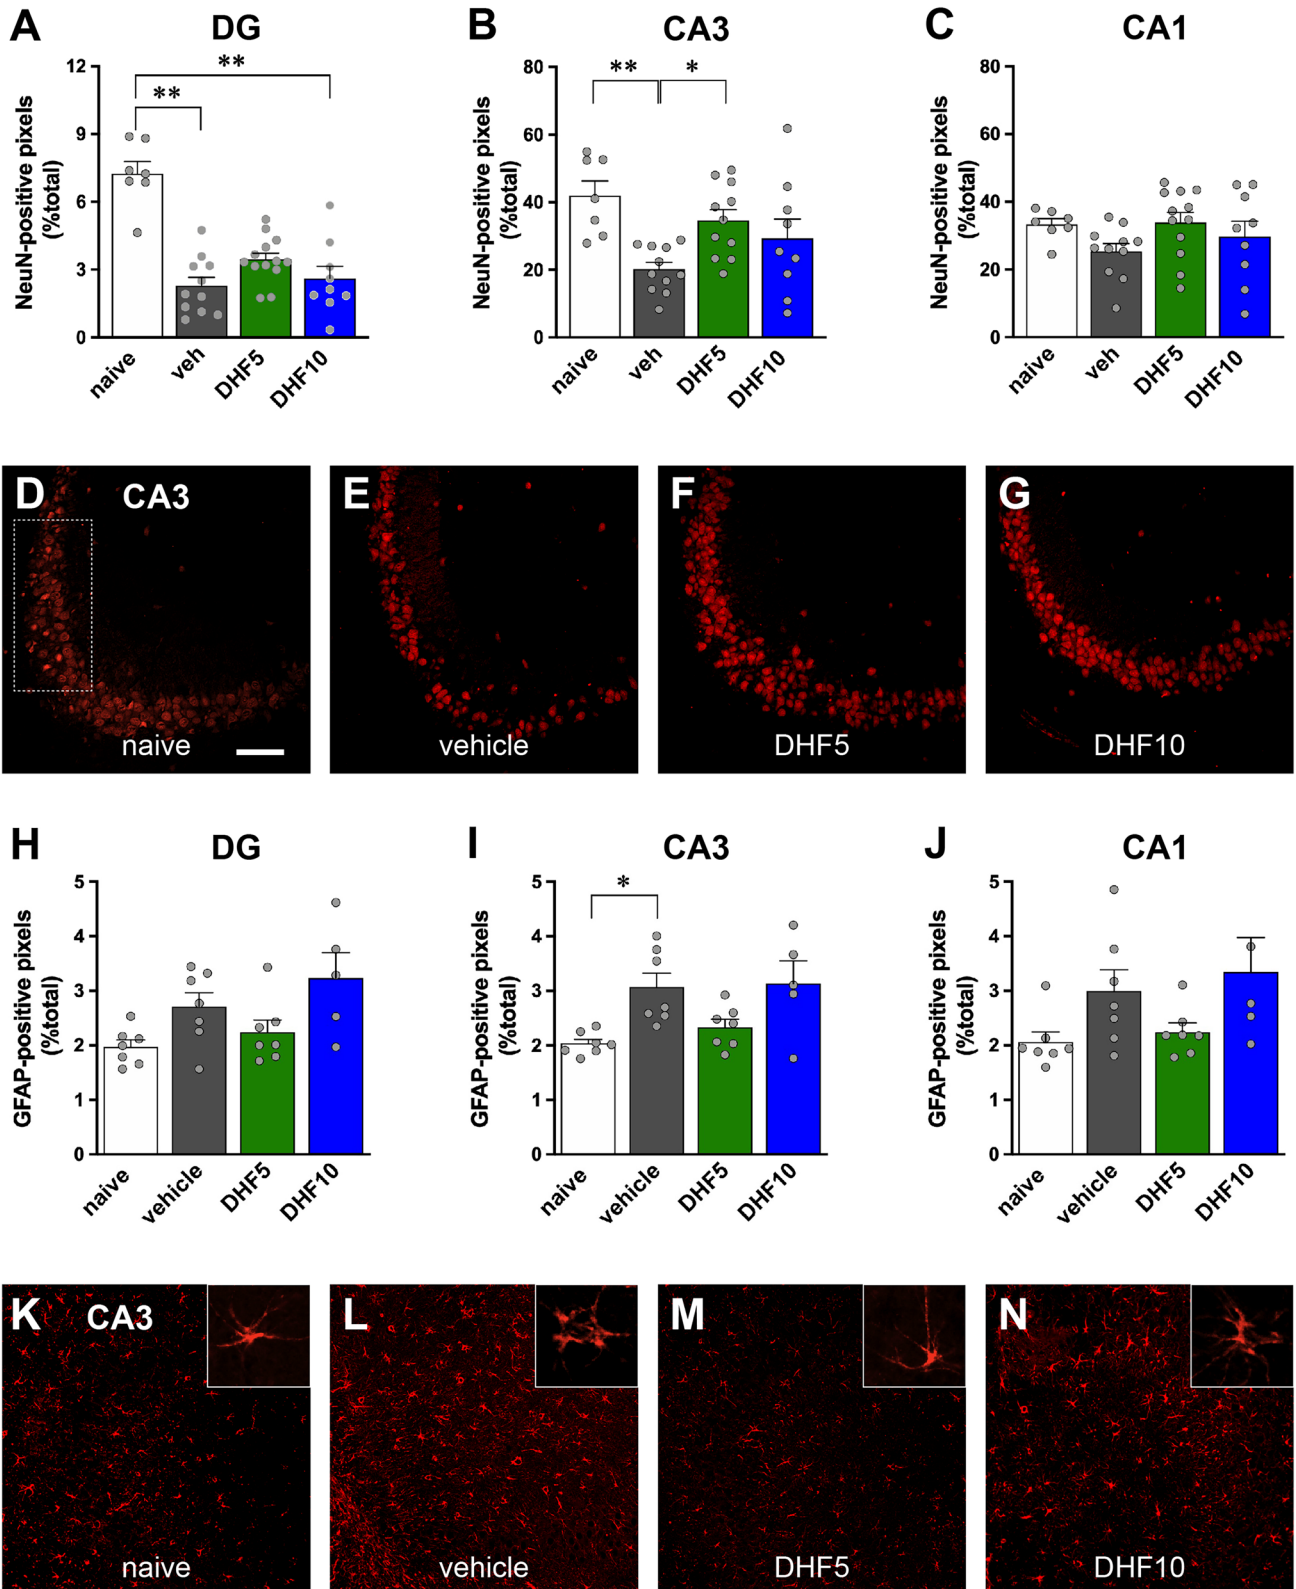 A DG
NeuN-positive pixels
(%total)
12
9
6
3
0
**
**
naive veh DHF5 DHF10
B CA3
NeuN-positive pixels
(%total)
80
60
40
20
0
** *
naive veh DHF5 DHF10
C CA1
NeuN-positive pixels
(%total)
80
60
40
20
0
naive veh DHF5 DHF10
D CA3
naive
E
vehicle
F
DHF5
G
DHF10
H DG
GFAP-positive pixels
(%total)
5
4
3
2
1
0
naive vehicle DHF5 DHF10
I CA3
GFAP-positive pixels
(%total)
5
4
3
2
1
0
*
naive vehicle DHF5 DHF10
J CA1
GFAP-positive pixels
(%total)
5
4
3
2
1
0
naive vehicle DHF5 DHF10
K CA3
naive
L
vehicle
M
DHF5
N
DHF10